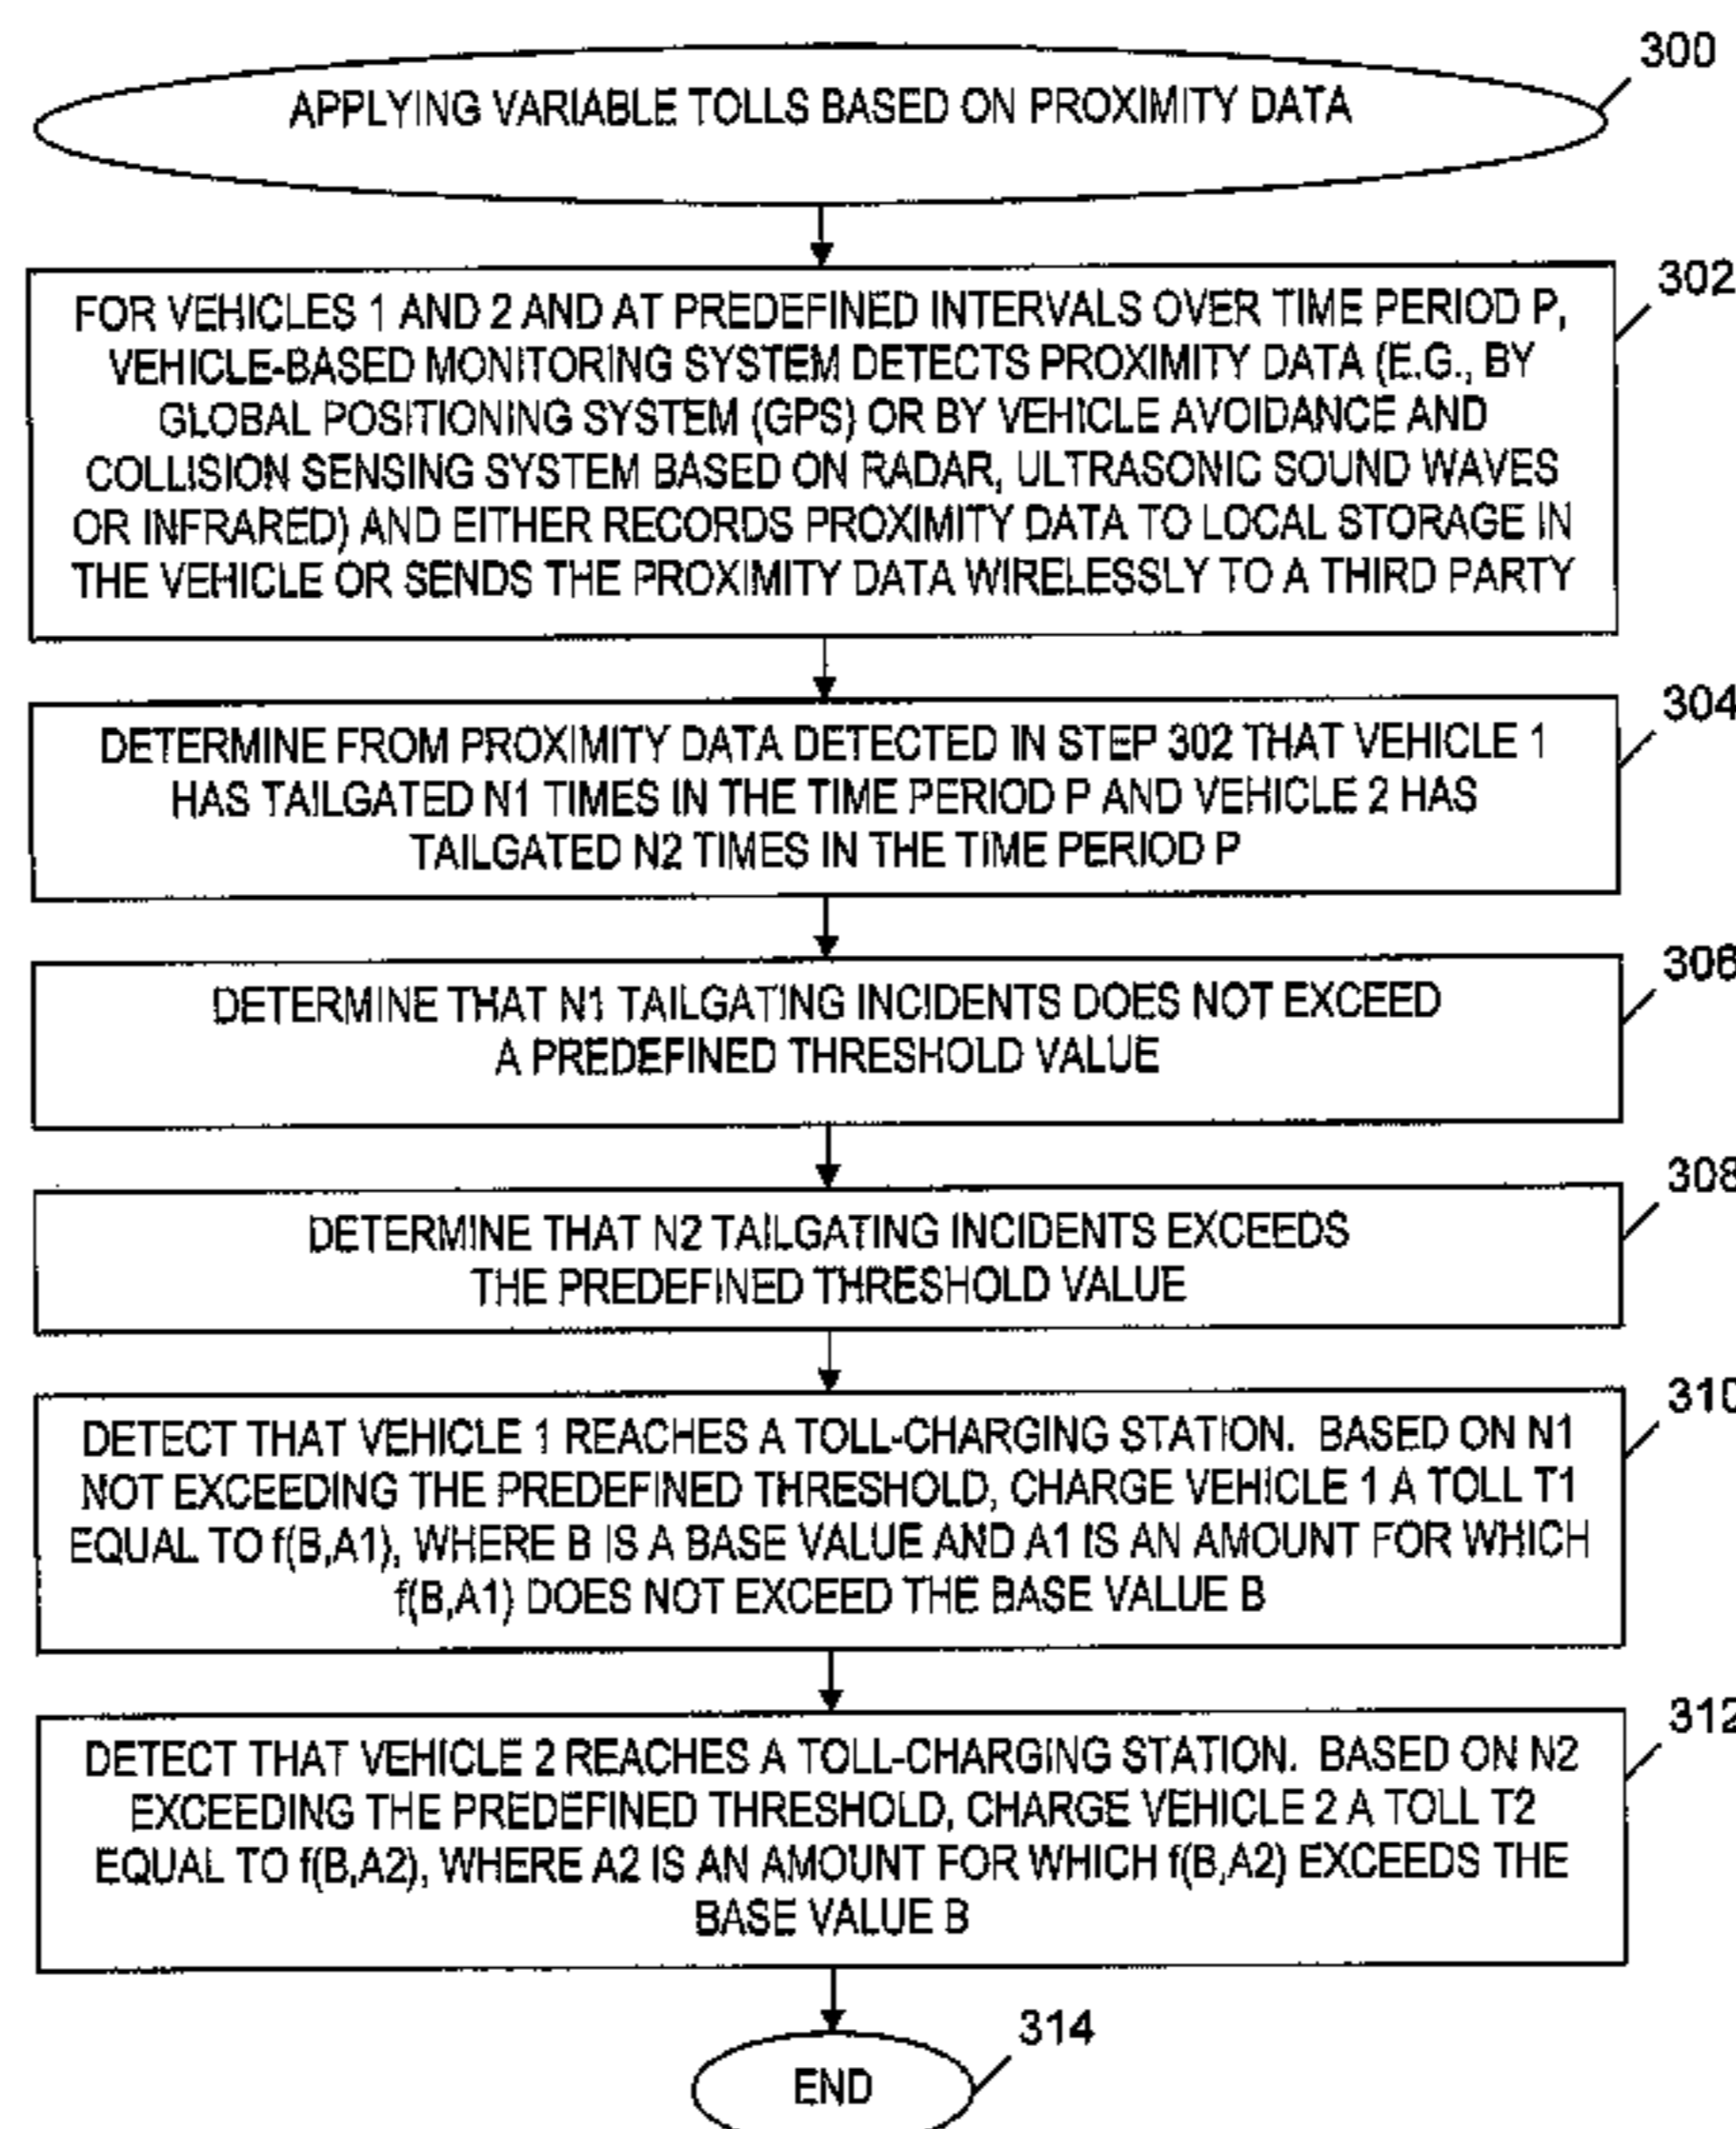 300
APPLYING VARIABLE TOLLS BASED ON PROXIMITY DATA
302
FOR VEHICLES 1 AND 2 AND AT PREDEFINED INTERVALS OVER TIME PERIOD P,
VEHICLE-BASED MONITORING SYSTEM DETECTS PROXIMITY DATA (E.G., BY
GLOBAL POSITIONING SYSTEM (GPS) OR BY VEHICLE AVOIDANCE AND
COLLISION SENSING SYSTEM BASED ON RADAR, ULTRASONIC SOUND WAVES
OR INFRARED) AND EITHER RECORDS PROXIMITY DATA TO LOCAL STORAGE IN
THE VEHICLE OR SENDS THE PROXIMITY DATA WIRELESSLY TO A THIRD PARTY
304
DETERMINE FROM PROXIMITY DATA DETECTED IN STEP 302 THAT VEHICLE 1
HAS TAILGATED N1 TIMES IN THE TIME PERIOD P AND VEHICLE 2 HAS
TAILGATED N2 TIMES IN THE TIME PERIOD P
306
DETERMINE THAT N1 TAILGATING INCIDENTS DOES NOT EXCEED
A PREDEFINED THRESHOLD VALUE
308
DETERMINE THAT N2 TAILGATING INCIDENTS EXCEEDS
THE PREDEFINED THRESHOLD VALUE
310
DETECT THAT VEHICLE 1 REACHES A TOLL-CHARGING STATION. BASED ON N1
NOT EXCEEDING THE PREDEFINED THRESHOLD, CHARGE VEHICLE 1 A TOLL T1
EQUAL TO f(B,A1), WHERE B IS A BASE VALUE AND A1 IS AN AMOUNT FOR WHICH
f(B,A1) DOES NOT EXCEED THE BASE VALUE B
312
DETECT THAT VEHICLE 2 REACHES A TOLL-CHARGING STATION. BASED ON N2
EXCEEDING THE PREDEFINED THRESHOLD, CHARGE VEHICLE 2 A TOLL T2
EQUAL TO f(B,A2), WHERE A2 IS AN AMOUNT FOR WHICH f(B,A2) EXCEEDS THE
BASE VALUE B
314
END